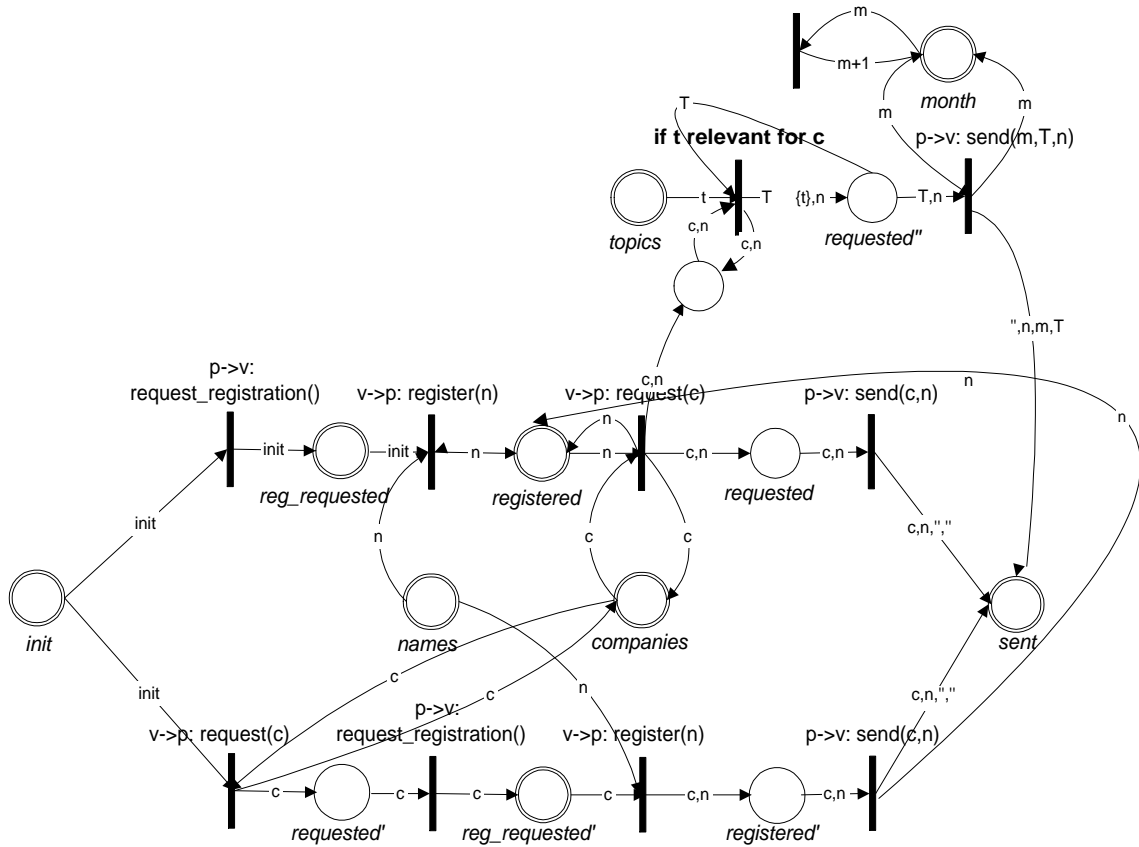 m
m+1
month
m
m
T
if t relevant for c
p->v: send(m,T,n)
t
T
{t},n
T,n
topics
c,n
c,n
requested"
",n,m,T
p->v:
request_registration()
v->p: register(n)
c,n
v->p: request(c)
p->v: send(c,n)
n
n
n
init
init
n
n
c,n
c,n
reg_requested
registered
requested
init
n
c
c
c,n,","
init
names
companies
sent
c
c
n
init
c,n,","
p->v:
v->p: request(c)
request_registration()
v->p: register(n)
p->v: send(c,n)
c
c
c
c
c,n
c,n
requested'
reg_requested'
registered'